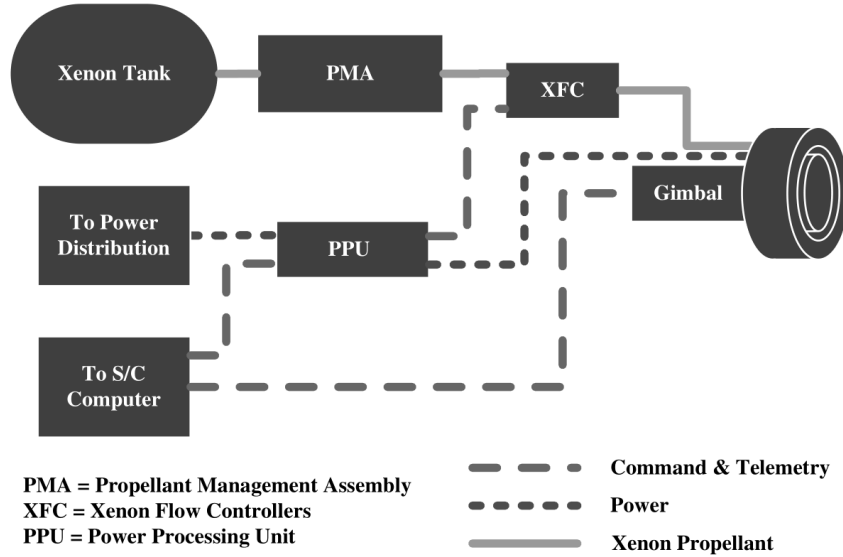 Xenon Tank
PMA
XFC
Gimbal
To Power
Distribution
PPU
To S/C
Computer
PMA = Propellant Management Assembly
XFC = Xenon Flow Controllers
PPU = Power Processing Unit
Command & Telemetry
Power
Xenon Propellant